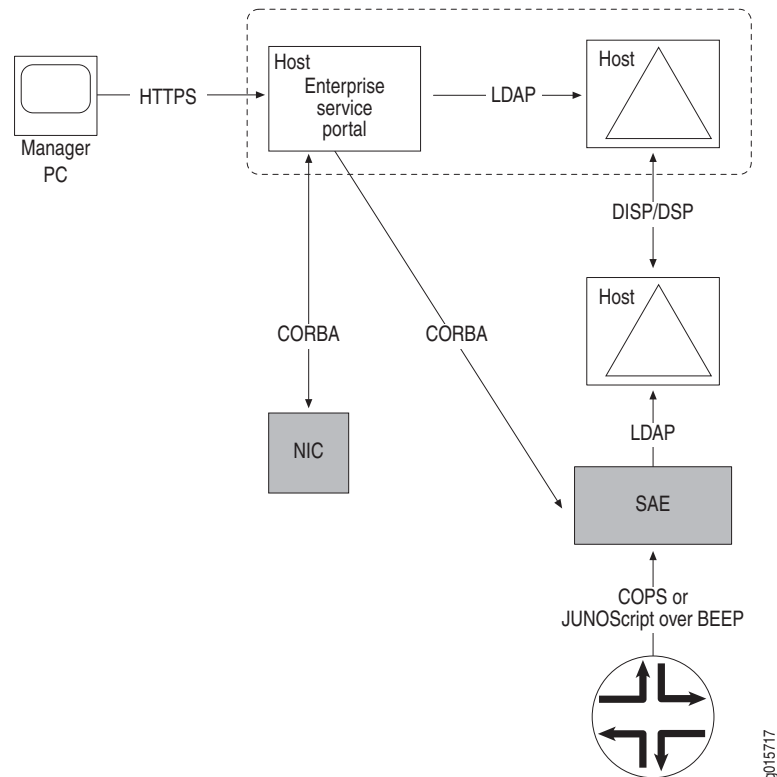 Host
Enterprise
service
portal
Host
HTTPS
LDAP
Manager
PC
DISP/DSP
Host
CORBA
CORBA
LDAP
NIC
SAE
COPS or
JUNOScript over BEEP
g015717